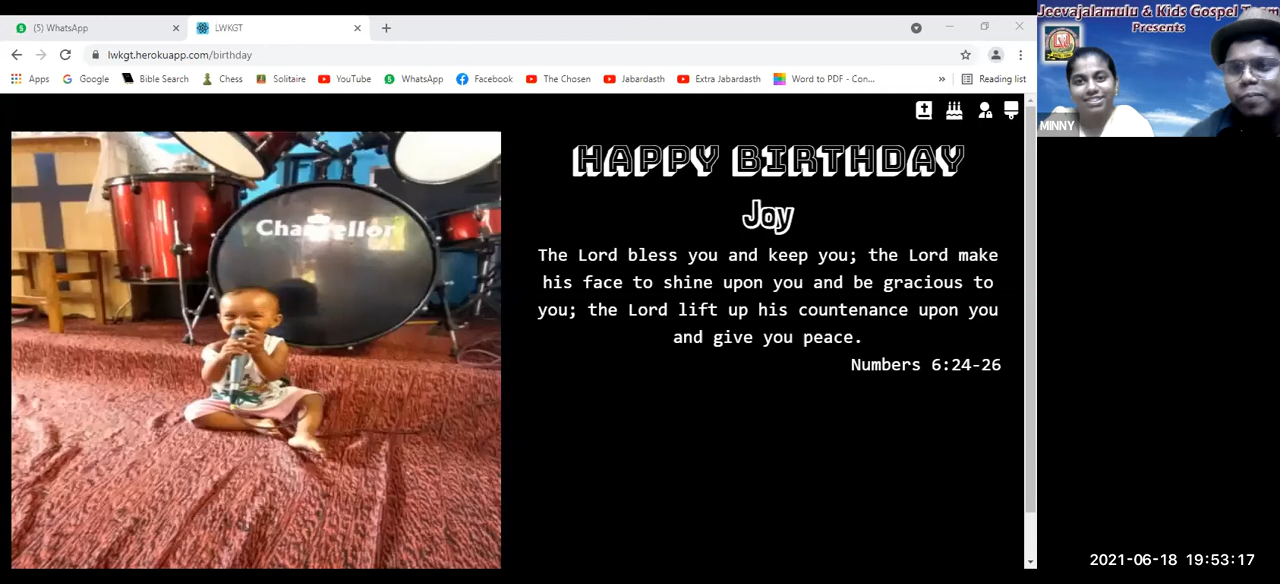 (5) WhatsApp
LWKGT
lwkgt.herokuapp.com/birthday
Apps
Google
Bible Search
Chess
Solitaire
YouTube
WhatsApp
Facebook
The Chosen
Jabardasth
Extra Jabardasth
Word to PDF - Con...
»
Reading list
Jeevajalamulu & Kids Gospel Team
Presents
MINNY
Chancellor
HAPPY BIRTHDAY
Joy
The Lord bless you and keep you; the Lord make
his face to shine upon you and be gracious to
you; the Lord lift up his countenance upon you
and give you peace.
Numbers 6:24-26
2021-06-18 19:53:17